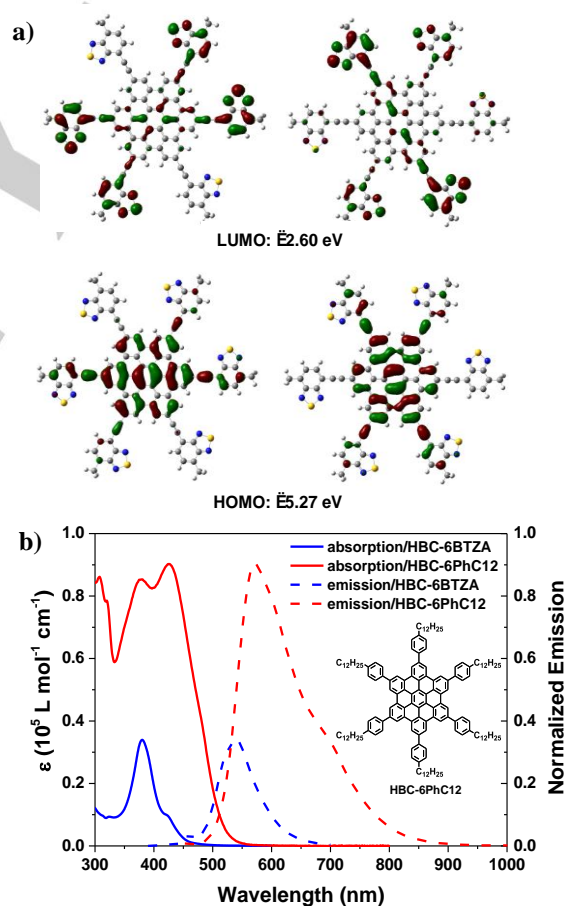 a)
LUMO: Ë2.60 eV
HOMO: Ë5.27 eV
b)
absorption/HBC-6BTZA
absorption/HBC-6PhC12
emission/HBC-6BTZA
emission/HBC-6PhC12
C₁₂H₂₅
C₁₂H₂₅ C₁₂H₂₅
C₁₂H₂₅ C₁₂H₂₅
C₁₂H₂₅
HBC-6PhC12
1.0 0.8 0.6 0.4 0.2 0.0
ε (10⁵ L mol⁻¹ cm⁻¹)
1.0 0.8 0.6 0.4 0.2 0.0
Normalized Emission
300 400 500 600 700 800 900 1000
Wavelength (nm)